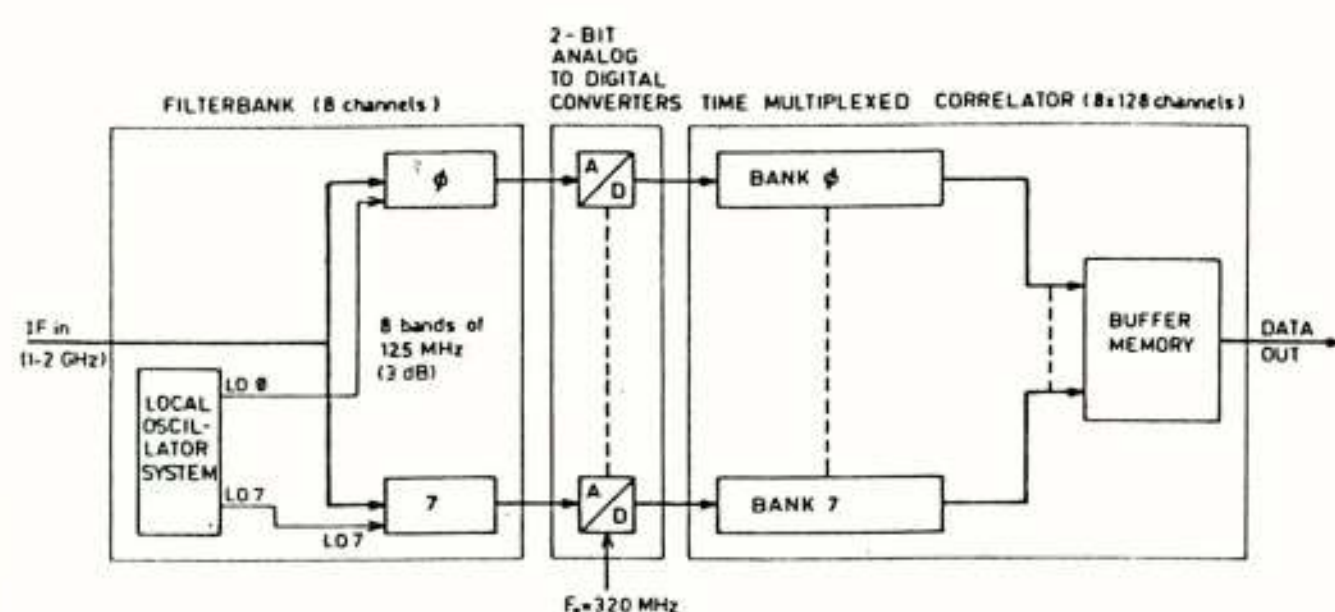 2-BIT
ANALOG
TO DIGITAL
CONVERTERS
FILTERBANK (8 channels)
TIME MULTIPLEXED CORRELATOR (8x128 channels)
ϕ
A
D
BANK ϕ
IF in
(1-2 GHz)
8 bands of
125 MHz
(3 dB)
LO ϕ
LOCAL
OSCIL-
LATOR
SYSTEM
LO 7
LO 7
7
A
D
BANK 7
BUFFER
MEMORY
DATA
OUT
Fs=320 MHz